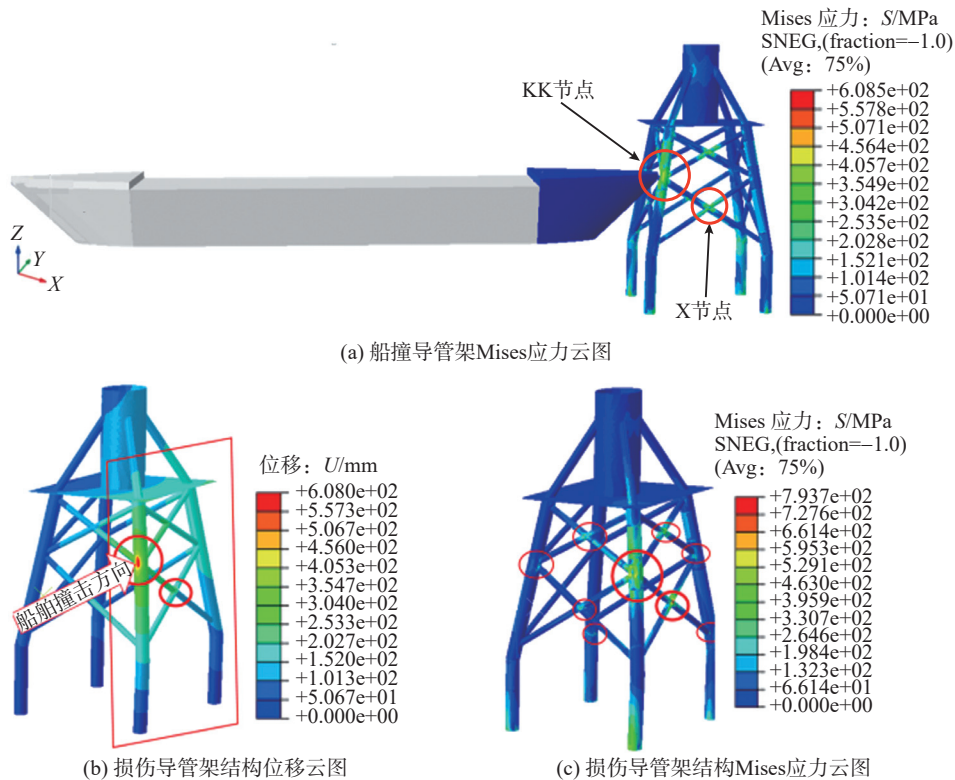 Mises 应力：S/MPa
SNEG,(fraction=−1.0)
(Avg：75%)
+6.085e+02
+5.578e+02
+5.071e+02
+4.564e+02
+4.057e+02
+3.549e+02
+3.042e+02
+2.535e+02
+2.028e+02
+1.521e+02
+1.014e+02
+5.071e+01
+0.000e+00
KK节点
X节点
Z
Y
X
(a) 船撞导管架Mises应力云图
位移：U/mm
+6.080e+02
+5.573e+02
+5.067e+02
+4.560e+02
+4.053e+02
+3.547e+02
+3.040e+02
+2.533e+02
+2.027e+02
+1.520e+02
+1.013e+02
+5.067e+01
+0.000e+00
船舶撞击方向
(b) 损伤导管架结构位移云图
Mises 应力：S/MPa
SNEG,(fraction=−1.0)
(Avg：75%)
+7.937e+02
+7.276e+02
+6.614e+02
+5.953e+02
+5.291e+02
+4.630e+02
+3.959e+02
+3.307e+02
+2.646e+02
+1.984e+02
+1.323e+02
+6.614e+01
+0.000e+00
(c) 损伤导管架结构Mises应力云图